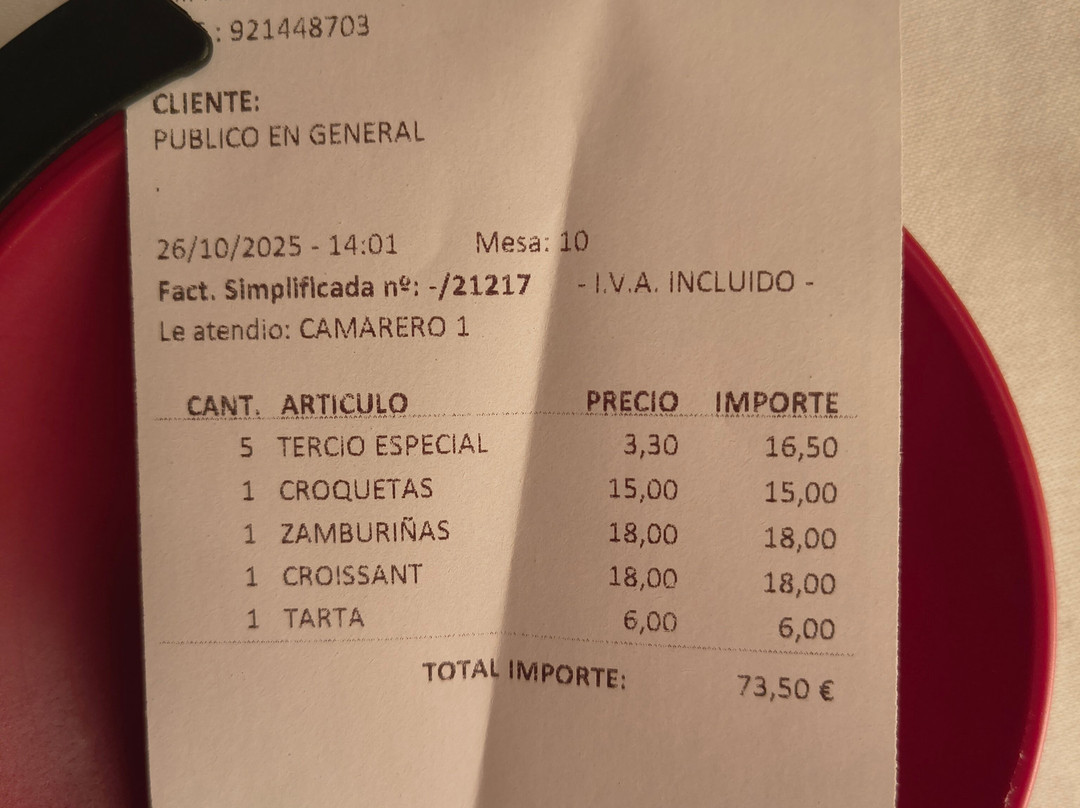 : 921448703
CLIENTE:
PUBLICO EN GENERAL
.
26/10/2025 - 14:01 Mesa: 10
Fact. Simplificada nº: -/21217 - I.V.A. INCLUIDO -
Le atendio: CAMARERO 1
CANT. ARTICULO PRECIO IMPORTE
5 TERCIO ESPECIAL 3,30 16,50
1 CROQUETAS 15,00 15,00
1 ZAMBURIÑAS 18,00 18,00
1 CROISSANT 18,00 18,00
1 TARTA 6,00 6,00
TOTAL IMPORTE: 73,50 €